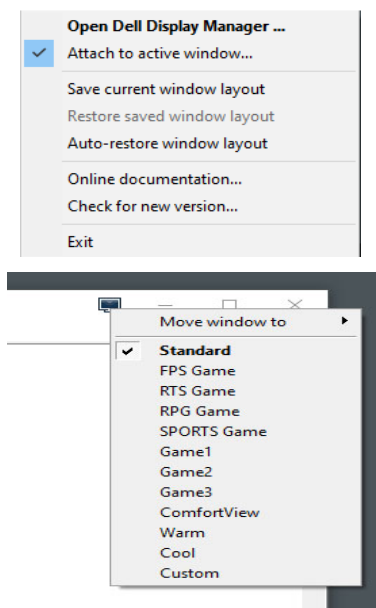 Open Dell Display Manager ...
Attach to active window...
Save current window layout
Restore saved window layout
Auto-restore window layout
Online documentation...
Check for new version...
Exit
Move window to
Standard
FPS Game
RTS Game
RPG Game
SPORTS Game
Game1
Game2
Game3
ComfortView
Warm
Cool
Custom